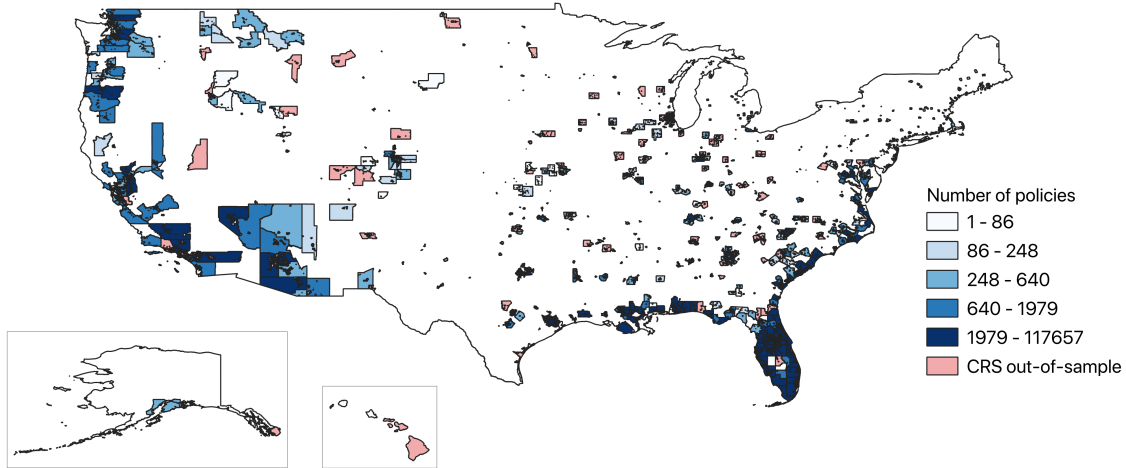 Number of policies
1 - 86
86 - 248
248 - 640
640 - 1979
1979 - 117657
CRS out-of-sample